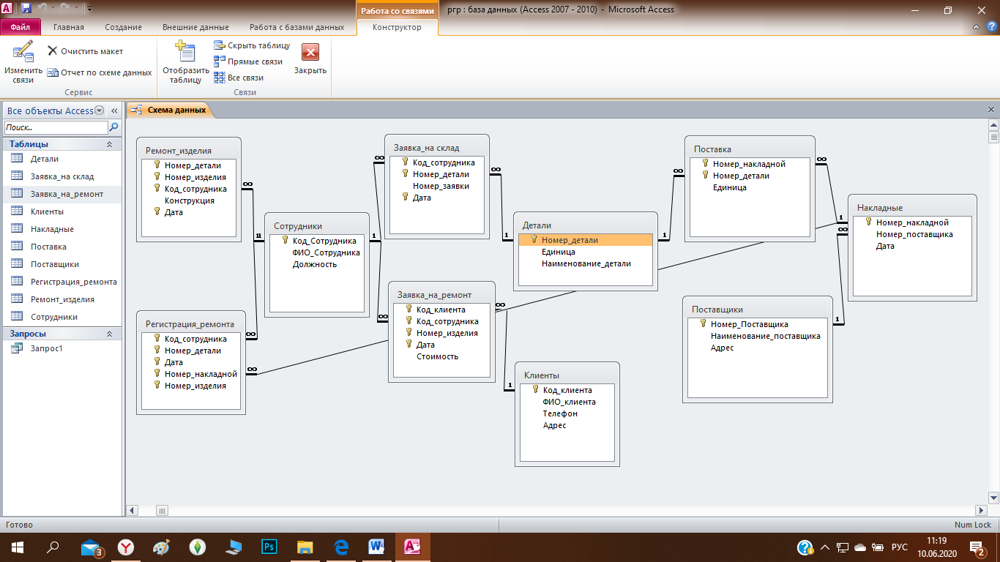 Работа со связями
prp : база данных (Access 2007 - 2010) - Microsoft Access
Файл
Главная
Создание
Внешние данные
Работа с базами данных
Конструктор
Изменить связи
Очистить макет
Отчет по схеме данных
Сервис
Отобразить таблицу
Скрыть таблицу
Прямые связи
Все связи
Закрыть
Связи
Все объекты Access
Поиск...
Таблицы
Детали
Заявка_на склад
Заявка_на_ремонт
Клиенты
Накладные
Поставка
Поставщики
Регистрация_ремонта
Ремонт_изделия
Сотрудники
Запросы
Запрос1
Схема данных
Ремонт_изделия
Номер_детали
Номер_изделия
Код_сотрудника
Конструкция
Дата
∞
1
1
Сотрудники
Код_Сотрудника
ФИО_Сотрудника
Должность
1
Регистрация_ремонта
Код_сотрудника
Номер_детали
Дата
Номер_накладной
Номер_изделия
∞
∞
Заявка_на склад
Код_сотрудника
Номер_детали
Номер_заявки
Дата
∞
∞
Заявка_на_ремонт
Код_клиента
Код_сотрудника
Номер_изделия
Дата
Стоимость
∞
∞
Детали
Номер_детали
Единица
Наименование_детали
1
1
Клиенты
Код_клиента
ФИО_клиента
Телефон
Адрес
1
Поставка
Номер_накладной
Номер_детали
Единица
∞
∞
Поставщики
Номер_Поставщика
Наименование_поставщика
Адрес
1
Накладные
Номер_накладной
Номер_поставщика
Дата
1
∞
Готово
Num Lock
3
РУС
11:19
10.06.2020
2